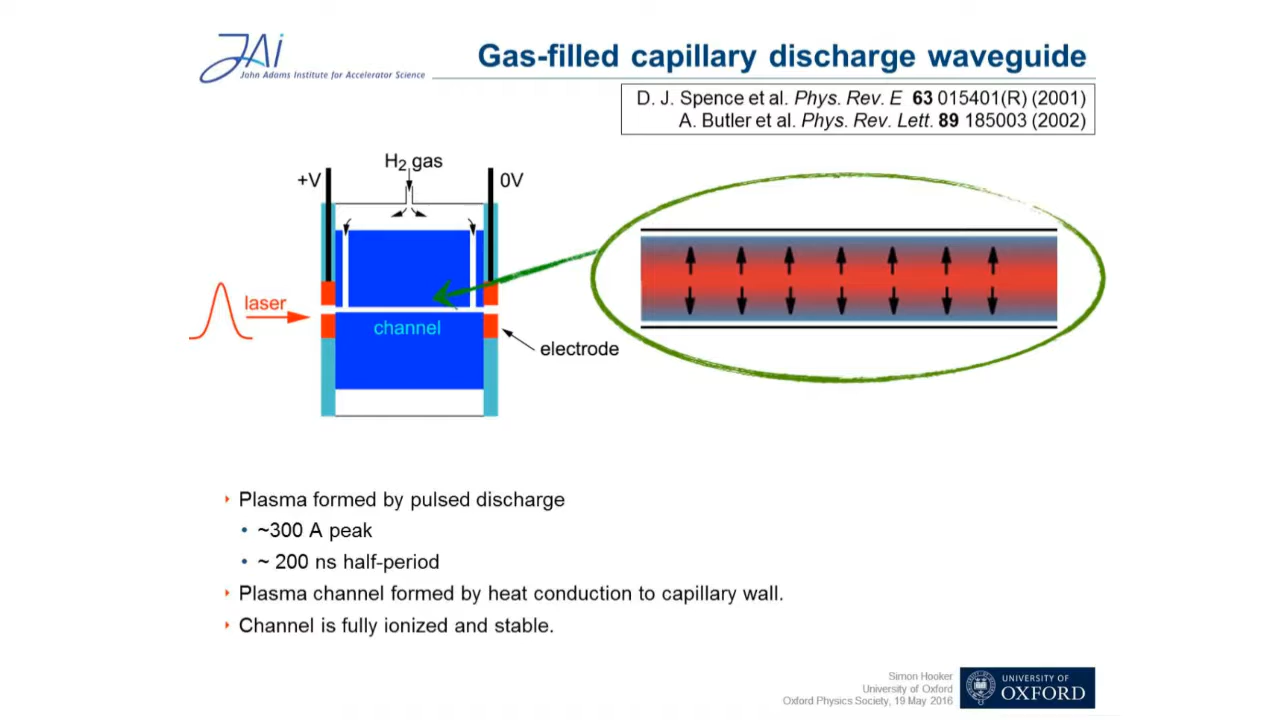 JAi
John Adams Institute for Accelerator Science
Gas-filled capillary discharge waveguide
D. J. Spence et al. Phys. Rev. E 63 015401(R) (2001)
A. Butler et al. Phys. Rev. Lett. 89 185003 (2002)
H2 gas
+V
0V
laser
channel
electrode
‣ Plasma formed by pulsed discharge
• ~300 A peak
• ~ 200 ns half-period
‣ Plasma channel formed by heat conduction to capillary wall.
‣ Channel is fully ionized and stable.
Simon Hooker
University of Oxford
Oxford Physics Society, 19 May 2016
UNIVERSITY OF
OXFORD